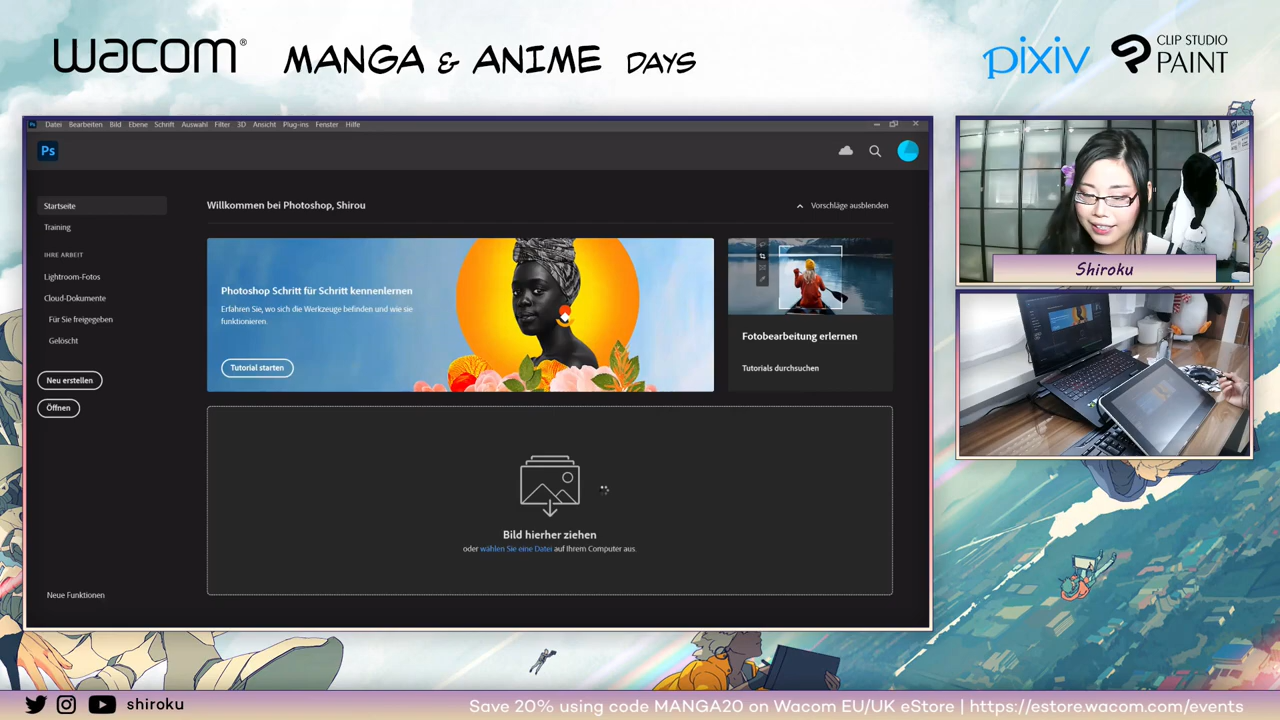 wacom®
MANGA & ANIME DAYS
pixiv
CLIP STUDIO
PAINT
Ps
Datei Bearbeiten Bild Ebene Schrift Auswahl Filter 3D Ansicht Plug-ins Fenster Hilfe
Ps
Startseite
Training
IHRE ARBEIT
Lightroom-Fotos
Cloud-Dokumente
Für Sie freigegeben
Gelöscht
Neu erstellen
Öffnen
Neue Funktionen
Willkommen bei Photoshop, Shirou
Vorschläge ausblenden
Photoshop Schritt für Schritt kennenlernen
Erfahren Sie, wo sich die Werkzeuge befinden und wie sie
funktionieren.
Tutorial starten
Fotobearbeitung erlernen
Tutorials durchsuchen
Bild hierher ziehen
oder wählen Sie eine Datei auf Ihrem Computer aus.
Shiroku
shiroku
Save 20% using code MANGA20 on Wacom EU/UK eStore | https://estore.wacom.com/events